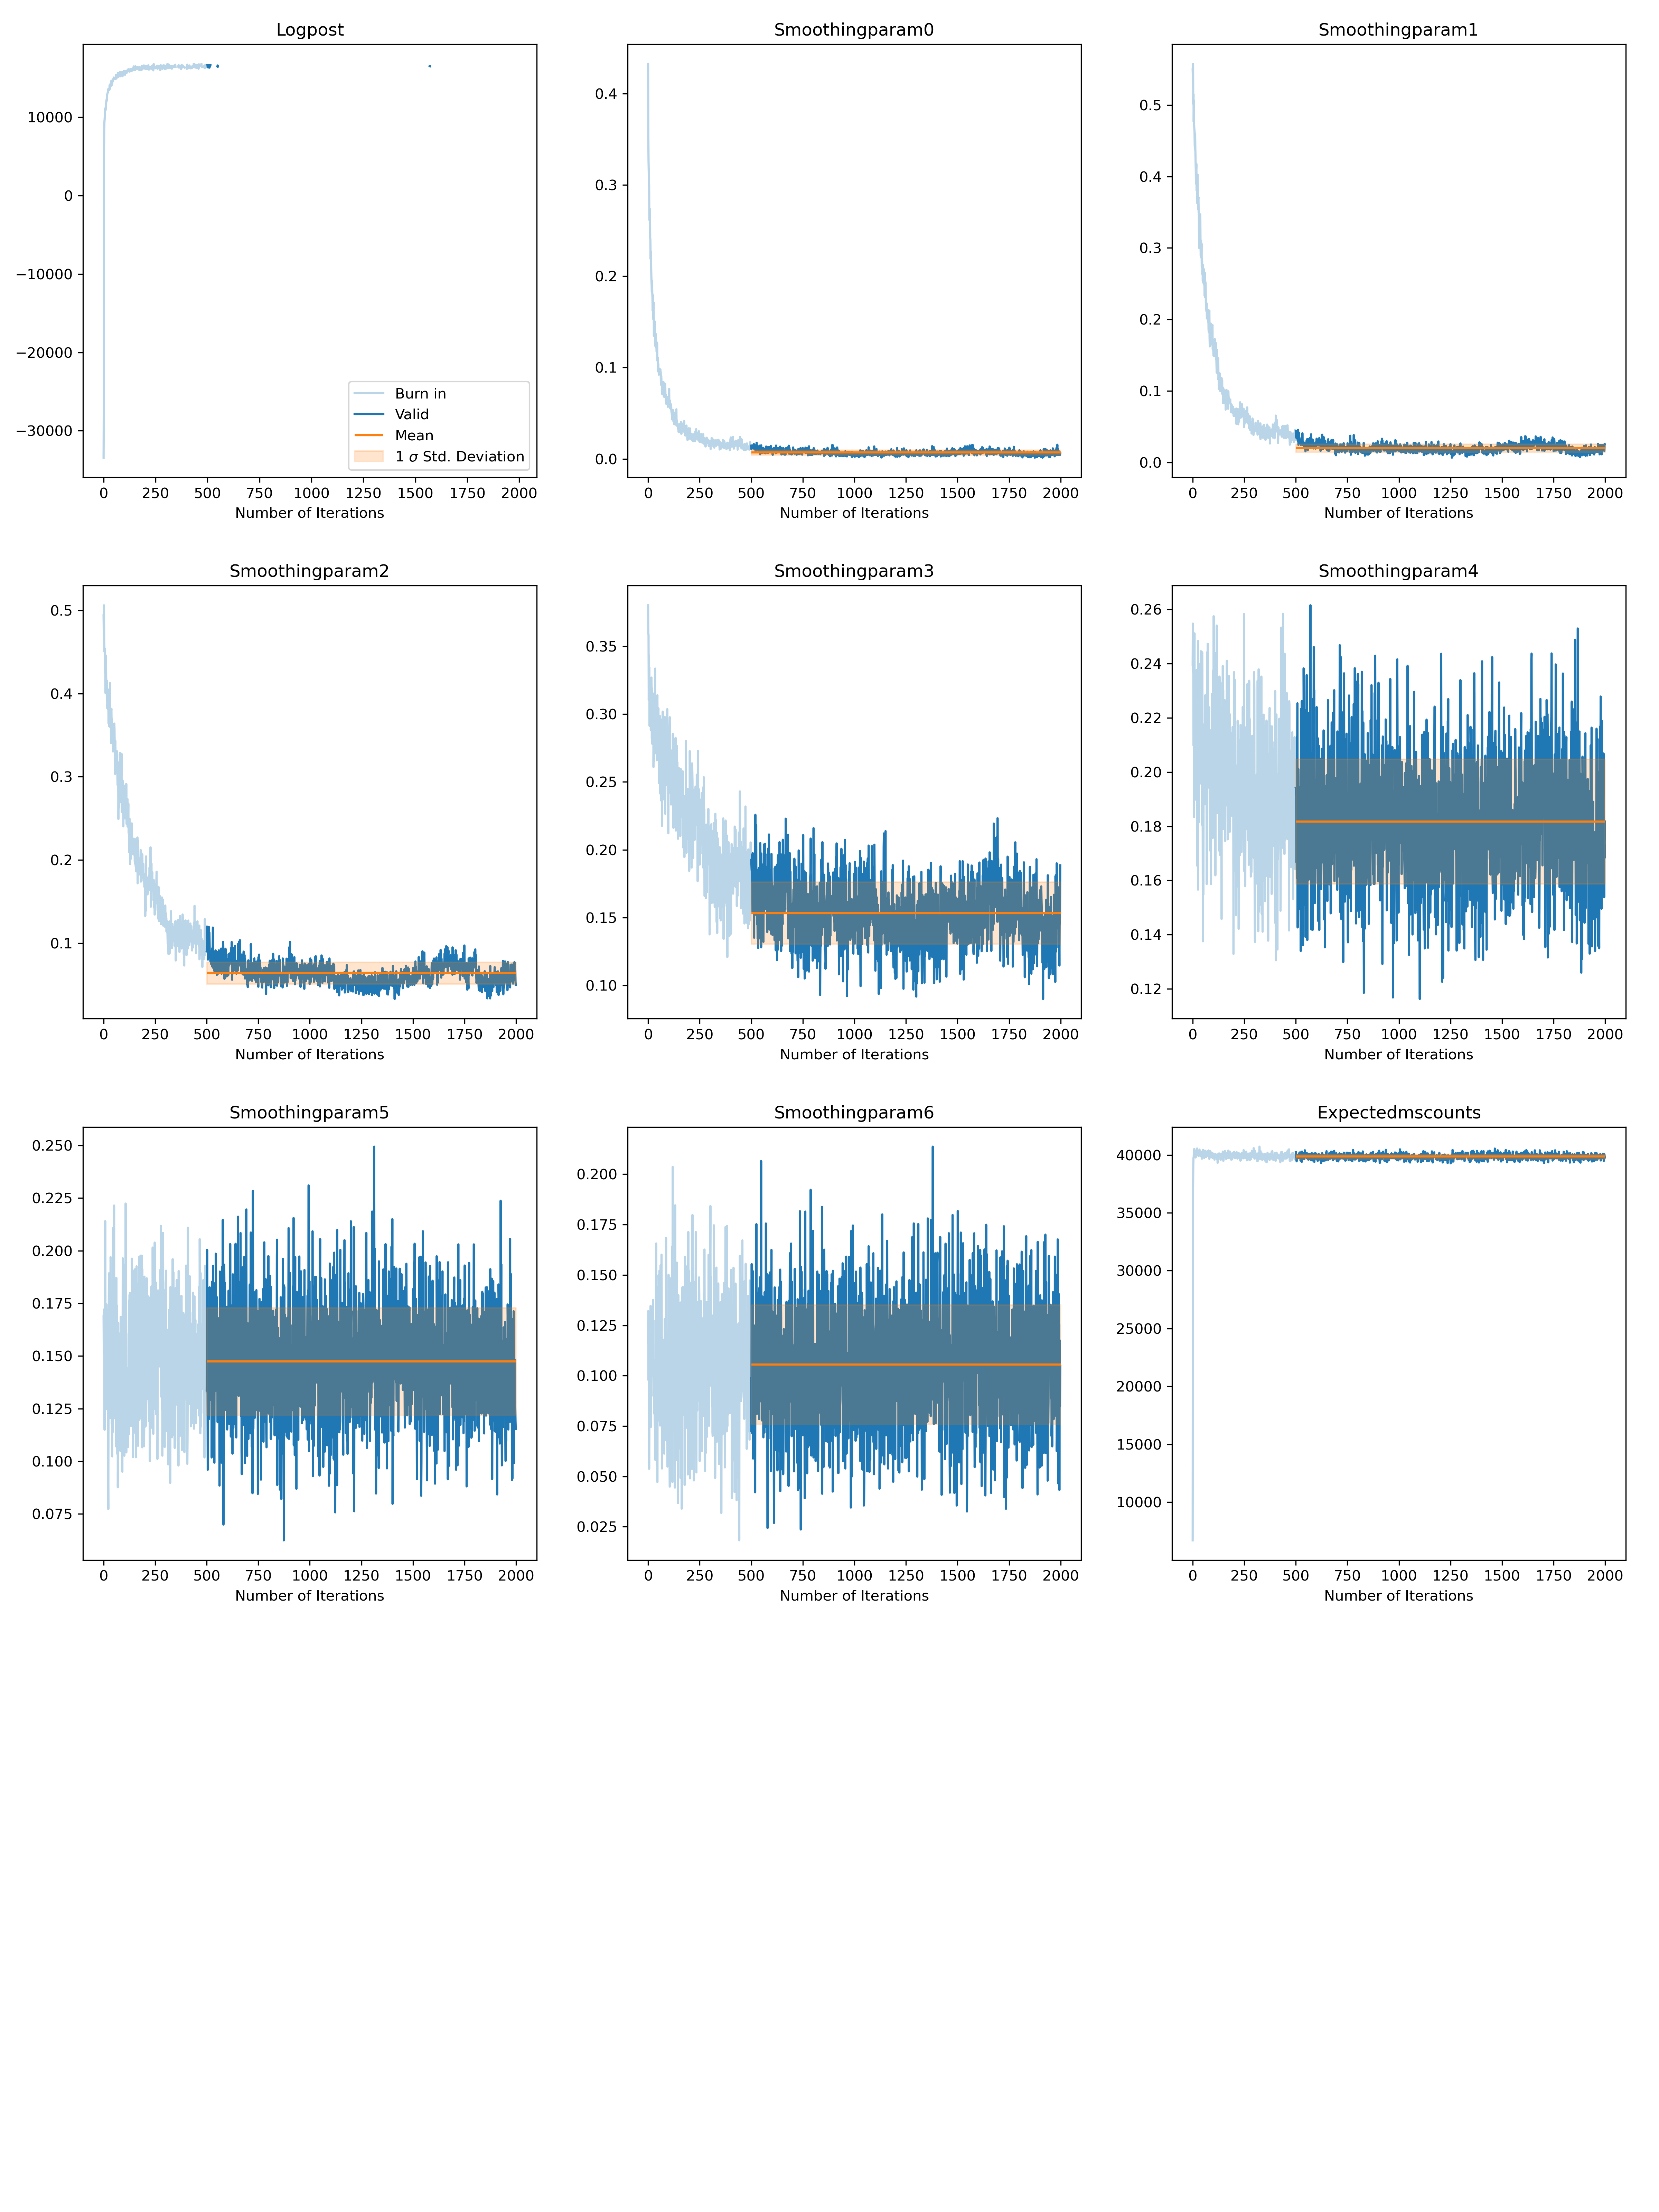 Logpost
10000
0
−10000
−20000
−30000
Burn in
Valid
Mean
1 σ Std. Deviation
0 250 500 750 1000 1250 1500 1750 2000
Number of Iterations
Smoothingparam0
0.4
0.3
0.2
0.1
0.0
0 250 500 750 1000 1250 1500 1750 2000
Number of Iterations
Smoothingparam1
0.5
0.4
0.3
0.2
0.1
0.0
0 250 500 750 1000 1250 1500 1750 2000
Number of Iterations
Smoothingparam2
0.5
0.4
0.3
0.2
0.1
0 250 500 750 1000 1250 1500 1750 2000
Number of Iterations
Smoothingparam3
0.35
0.30
0.25
0.20
0.15
0.10
0 250 500 750 1000 1250 1500 1750 2000
Number of Iterations
Smoothingparam4
0.26
0.24
0.22
0.20
0.18
0.16
0.14
0.12
0 250 500 750 1000 1250 1500 1750 2000
Number of Iterations
Smoothingparam5
0.250
0.225
0.200
0.175
0.150
0.125
0.100
0.075
0 250 500 750 1000 1250 1500 1750 2000
Number of Iterations
Smoothingparam6
0.200
0.175
0.150
0.125
0.100
0.075
0.050
0.025
0 250 500 750 1000 1250 1500 1750 2000
Number of Iterations
Expectedmscounts
40000
35000
30000
25000
20000
15000
10000
0 250 500 750 1000 1250 1500 1750 2000
Number of Iterations